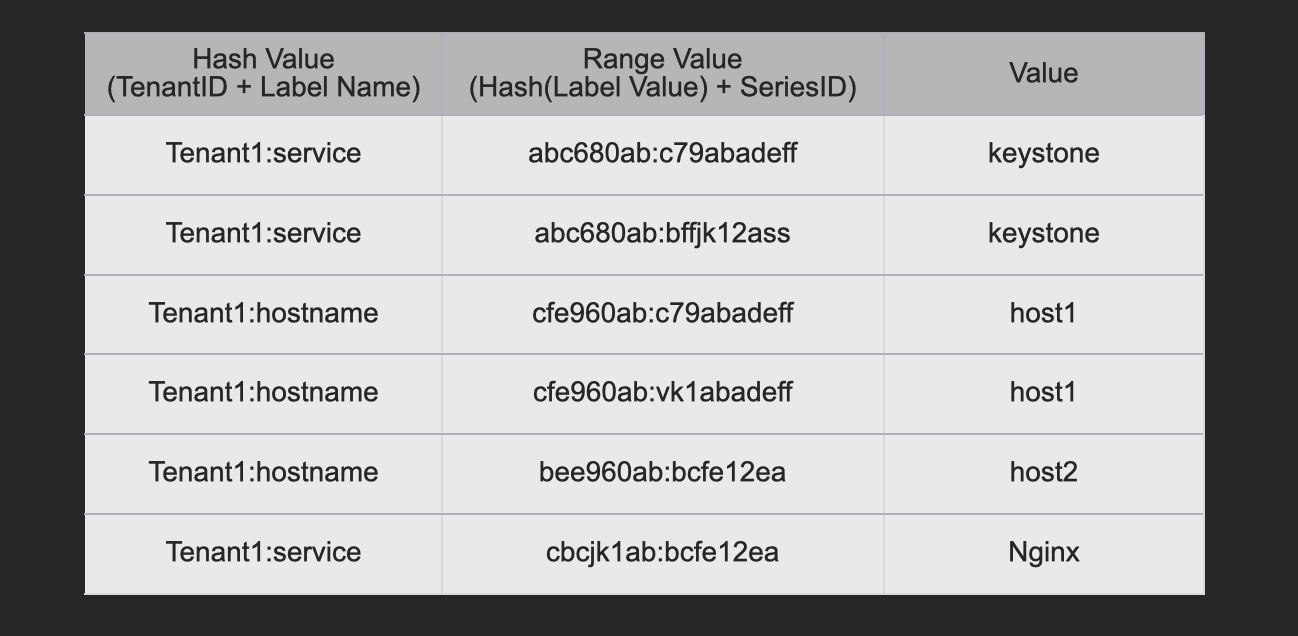 Hash Value
(TenantID + Label Name)
Range Value
(Hash(Label Value) + SeriesID)
Value
Tenant1:service
abc680ab:c79abadeff
keystone
Tenant1:service
abc680ab:bffjk12ass
keystone
Tenant1:hostname
cfe960ab:c79abadeff
host1
Tenant1:hostname
cfe960ab:vk1abadeff
host1
Tenant1:hostname
bee960ab:bcfe12ea
host2
Tenant1:service
cbcjk1ab:bcfe12ea
Nginx